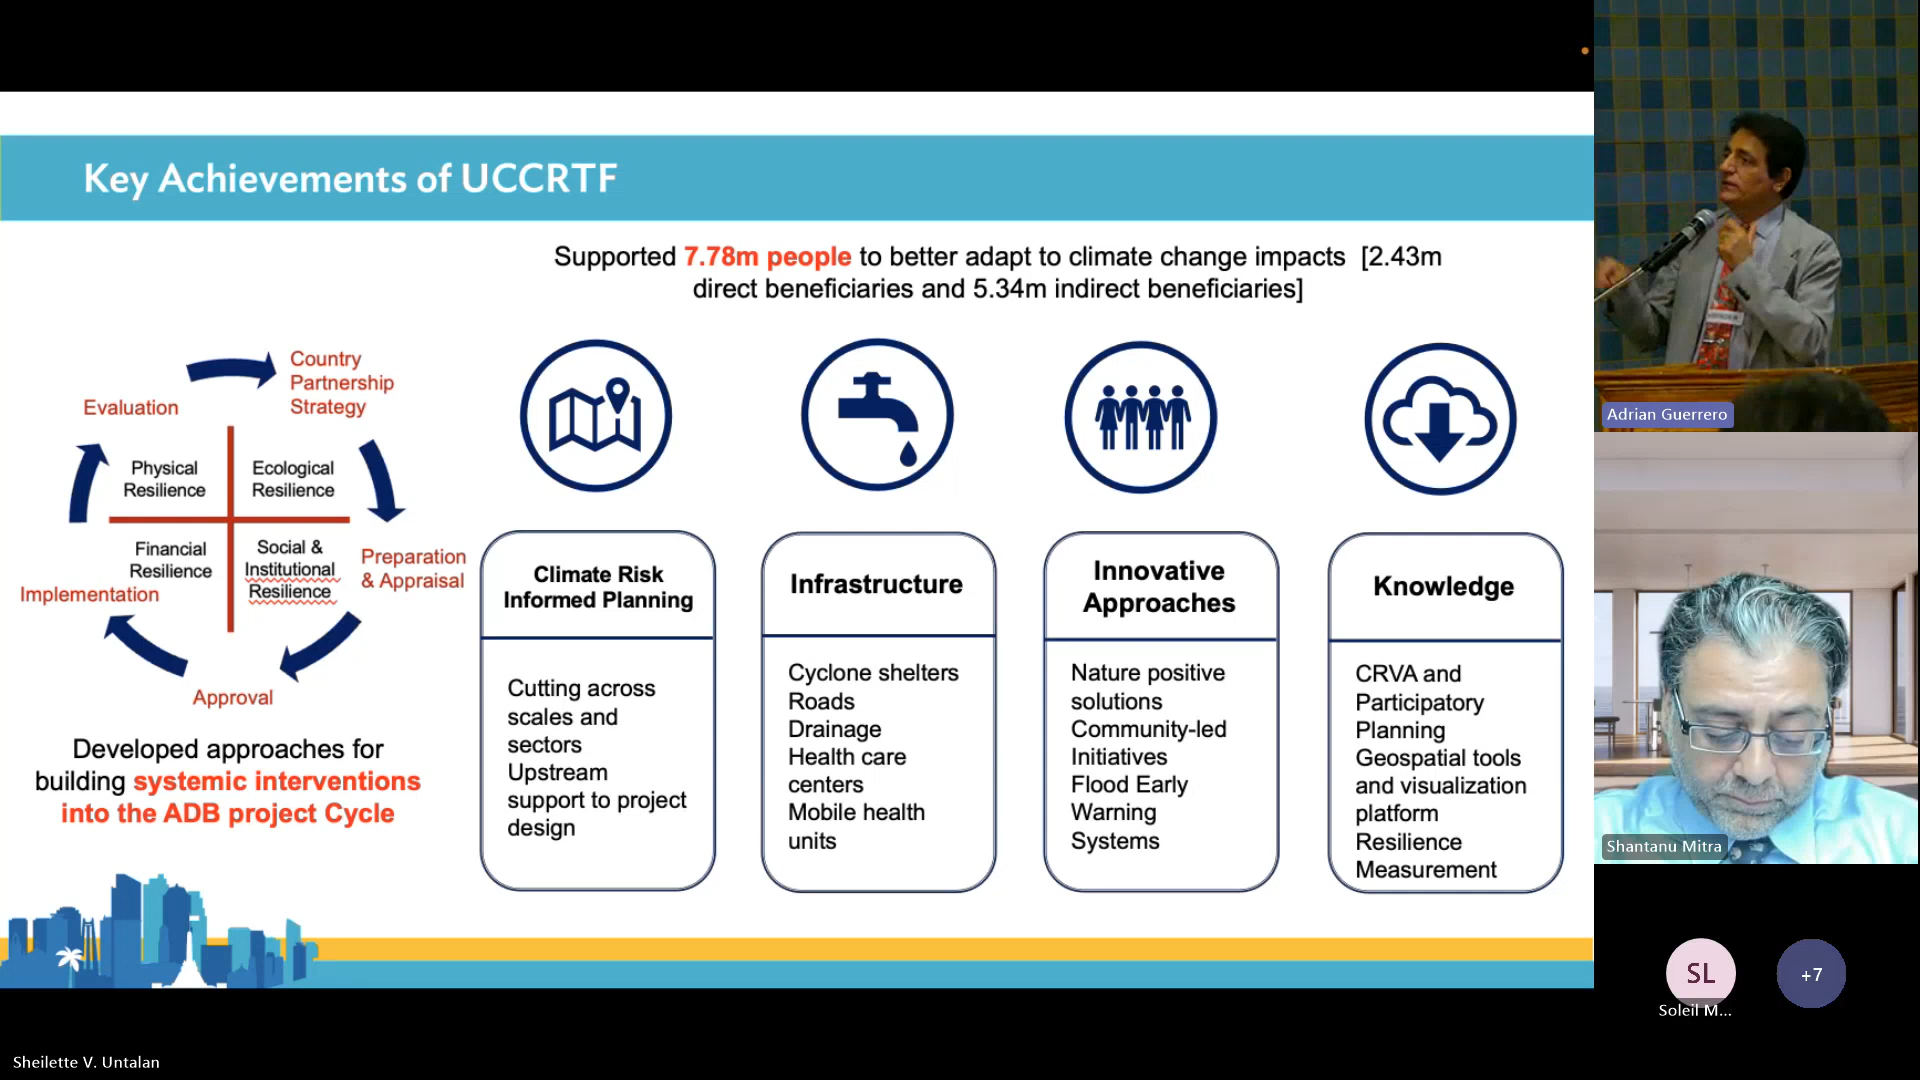 Key Achievements of UCCRTF
Supported 7.78m people to better adapt to climate change impacts [2.43m
direct beneficiaries and 5.34m indirect beneficiaries]
Country
Partnership
Strategy
Evaluation
Physical
Resilience
Ecological
Resilience
Financial
Resilience
Social &
Institutional
Resilience
Preparation
& Appraisal
Implementation
Approval
Developed approaches for
building systemic interventions
into the ADB project Cycle
Climate Risk
Informed Planning
Cutting across
scales and
sectors
Upstream
support to project
design
Infrastructure
Cyclone shelters
Roads
Drainage
Health care
centers
Mobile health
units
Innovative
Approaches
Nature positive
solutions
Community-led
Initiatives
Flood Early
Warning
Systems
Knowledge
CRVA and
Participatory
Planning
Geospatial tools
and visualization
platform
Resilience
Measurement
Adrian Guerrero
Shantanu Mitra
SL
+7
Soleil M...
Sheilette V. Untalan